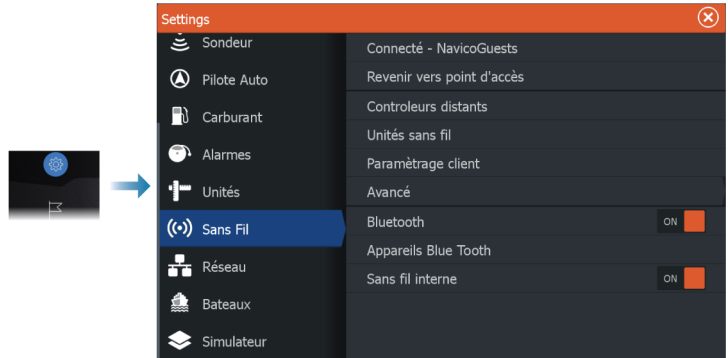 Settings
Sondeur
Pilote Auto
Carburant
Alarmes
Unités
Sans Fil
Réseau
Bateaux
Simulateur
Connecté - NavicoGuests
Revenir vers point d'accès
Controleurs distants
Unités sans fil
Paramètrage client
Avancé
Bluetooth ON
Appareils Blue Tooth
Sans fil interne ON